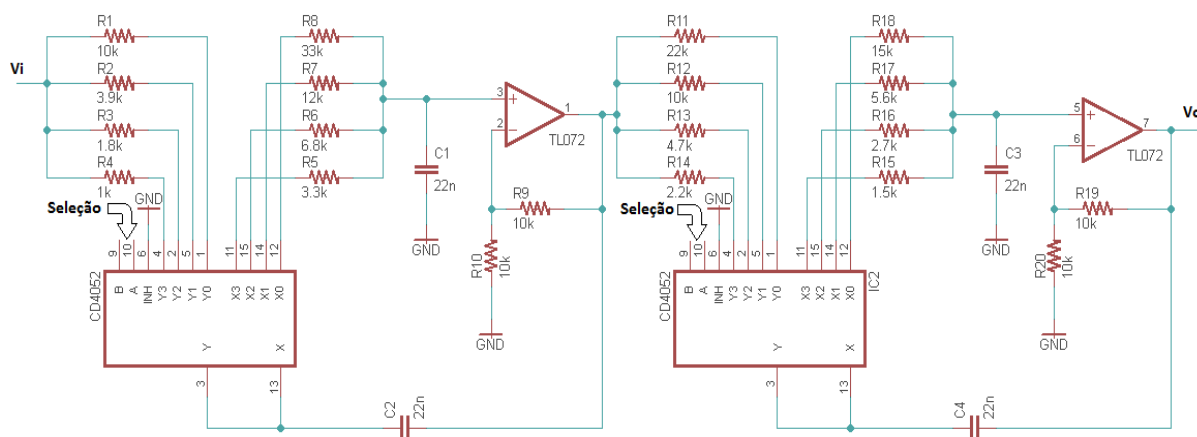 R1
10k
R2
3.9k
R3
1.8k
R4
1k
Vi
R8
33k
R7
12k
R6
6.8k
R5
3.3k
C1
22n
GND
3
2
1
TL072
R9
10k
R10
10k
GND
Seleção
GND
9
10
6
4
2
5
1
11
15
14
12
B
A
INH
Y3
Y2
Y1
Y0
X3
X2
X1
X0
CD4052
Y
X
3
13
C2
22n
R11
22k
R12
10k
R13
4.7k
R14
2.2k
R18
15k
R17
5.6k
R16
2.7k
R15
1.5k
C3
22n
GND
5
6
7
TL072
Vo
R19
10k
R20
10k
GND
Seleção
GND
9
10
6
4
2
5
1
11
15
14
12
B
A
INH
Y3
Y2
Y1
Y0
X3
X2
X1
X0
CD4052
IC2
Y
X
3
13
C4
22n